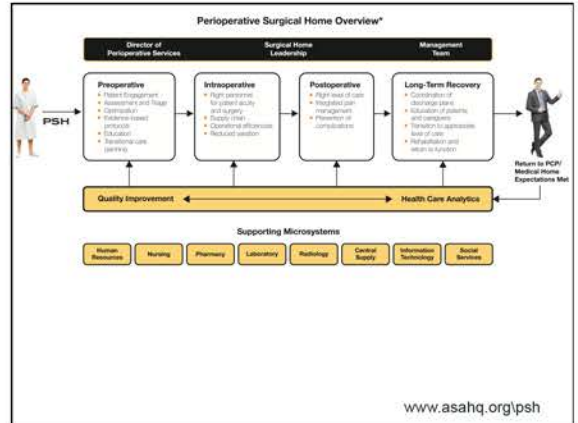 Perioperative Surgical Home Overview*
Director of
Perioperative Services
Surgical Home
Leadership
Management
Team
PSH
Preoperative
• Patient Engagement
• Assessment and Triage
• Optimization
• Evidence-based
protocols
• Education
• Transitional care
planning
Intraoperative
• Right personnel
for patient acuity
and surgery
• Supply chain
• Operational efficiencies
• Reduced variation
Postoperative
• Right level of care
• Integrated pain
management
• Prevention of
complications
Long-Term Recovery
• Coordination of
discharge plans
• Education of patients
and caregivers
• Transition to appropriate
level of care
• Rehabilitation and
return to function
Return to PCP/
Medical Home
Expectations Met
Quality Improvement
Health Care Analytics
Supporting Microsystems
Human
Resources
Nursing
Pharmacy
Laboratory
Radiology
Central
Supply
Information
Technology
Social
Services
www.asahq.org\psh